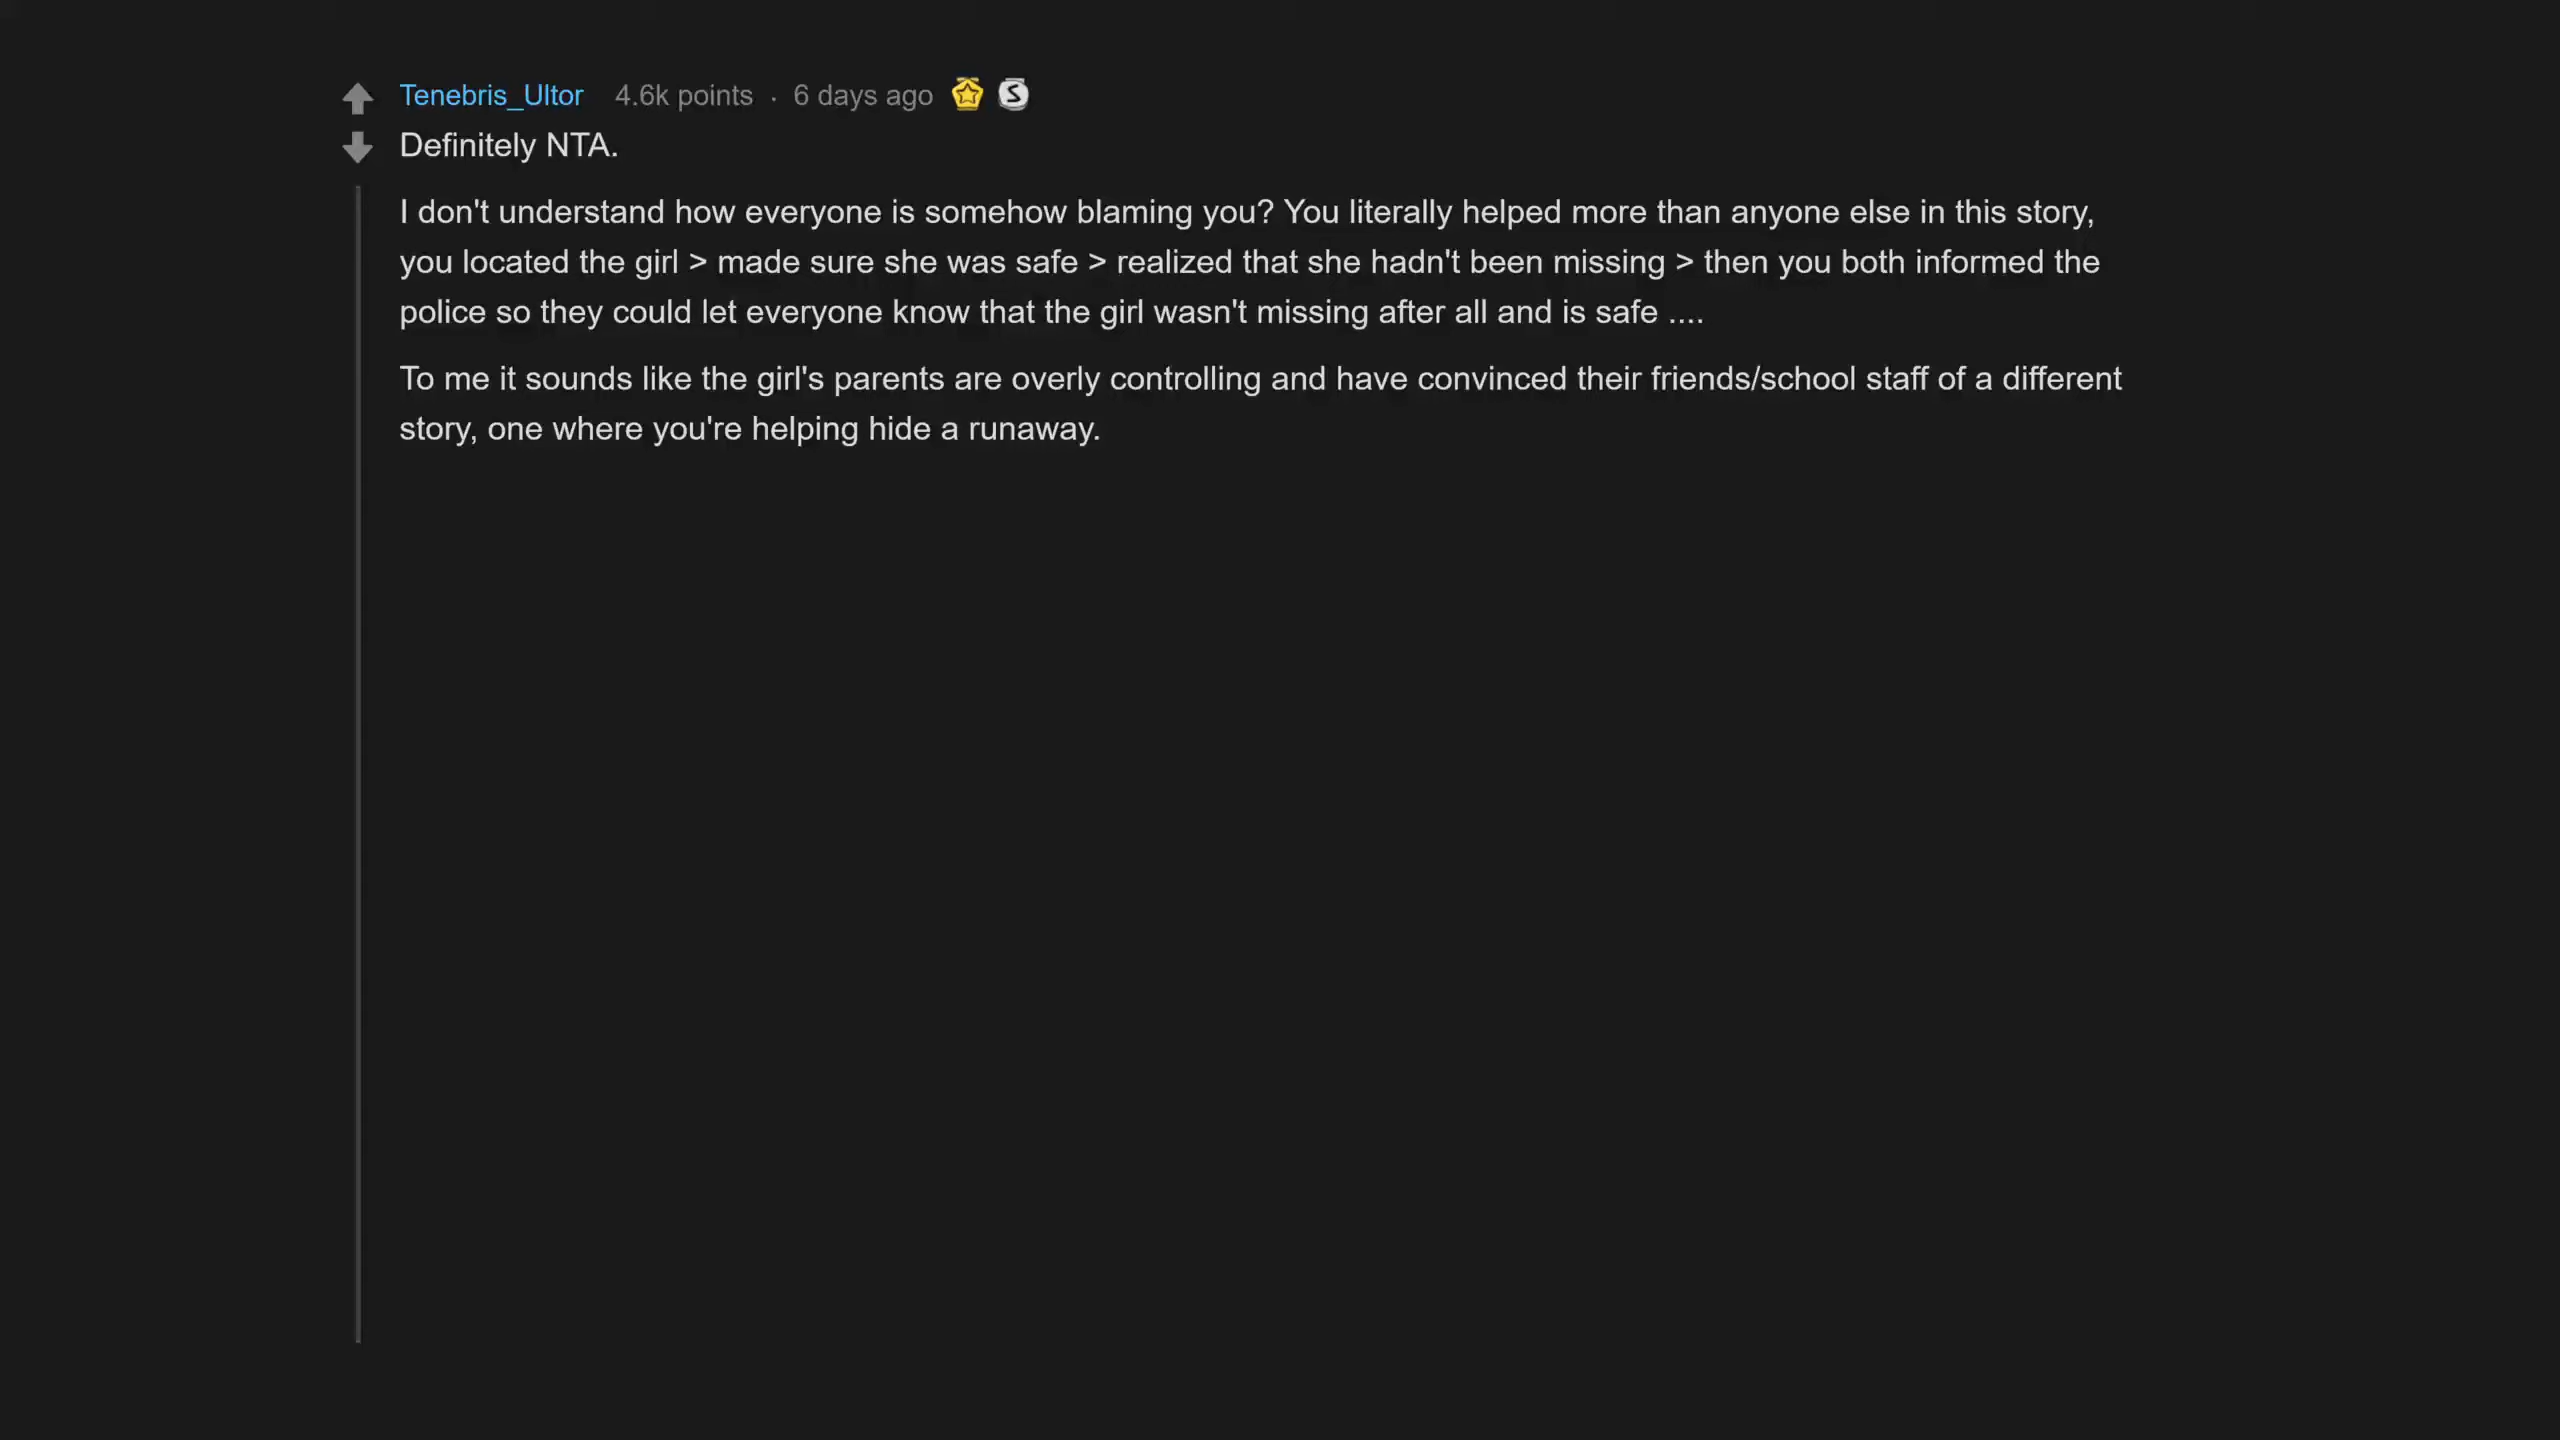 Tenebris_Ultor 4.6k points · 6 days ago S
Definitely NTA.
I don't understand how everyone is somehow blaming you? You literally helped more than anyone else in this story,
you located the girl > made sure she was safe > realized that she hadn't been missing > then you both informed the
police so they could let everyone know that the girl wasn't missing after all and is safe ....
To me it sounds like the girl's parents are overly controlling and have convinced their friends/school staff of a different
story, one where you're helping hide a runaway.